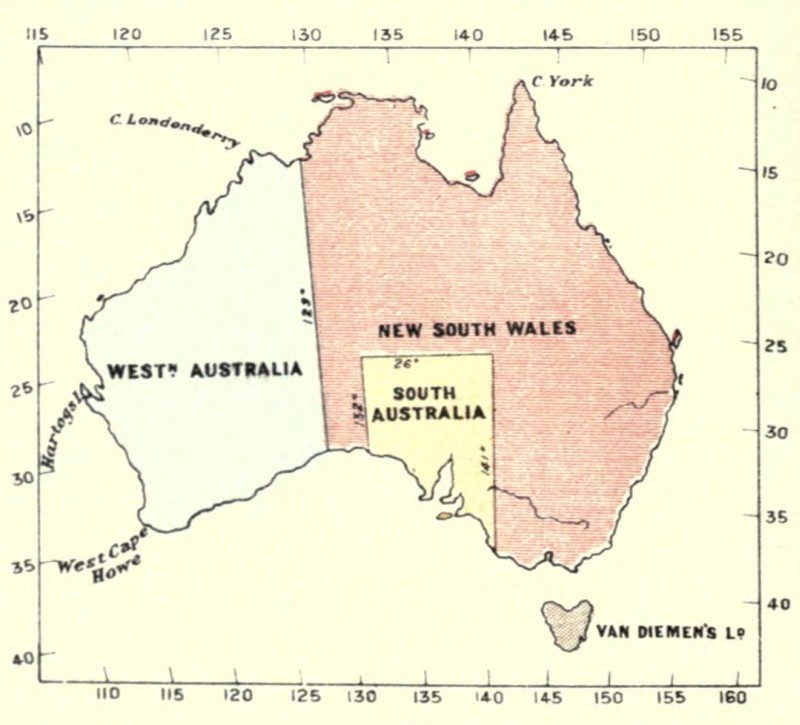 115 120 125 130 135 140 145 150 155
C. York
10
10
C. Londonderry
15
15
20
129°
20
NEW SOUTH WALES
25
26°
WESTN AUSTRALIA
25
SOUTH
AUSTRALIA
132°
Hartogs I.
30
141°
30
35
West Cape
Howe
35
40
VAN DIEMEN'S LD
40
110 115 120 125 130 135 140 145 150 155 160